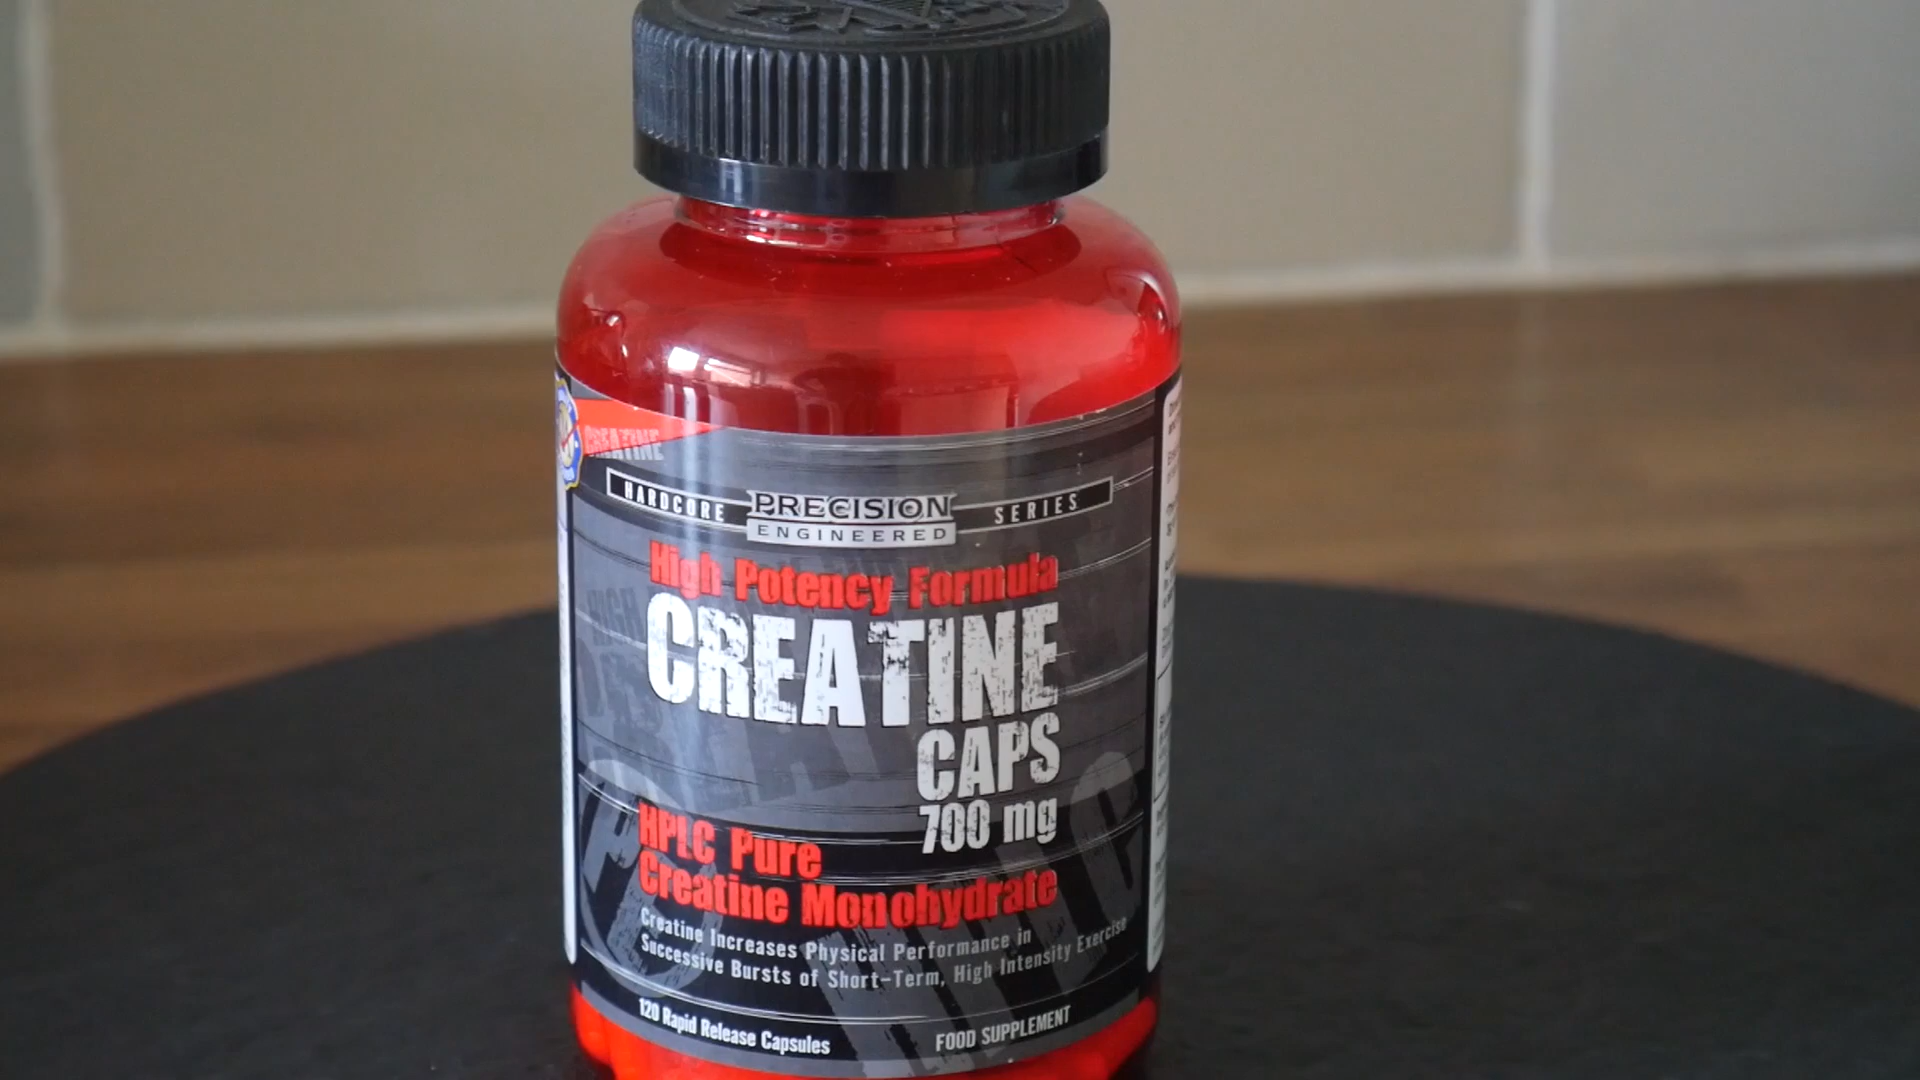 CREATINE
HARDCORE PRECISION SERIES
ENGINEERED
High Potency Formula
CREATINE
CAPS
700 mg
HPLC Pure
Creatine Monohydrate
Creatine Increases Physical Performance in
Successive Bursts of Short-Term, High Intensity Exercise
120 Rapid Release Capsules
FOOD SUPPLEMENT